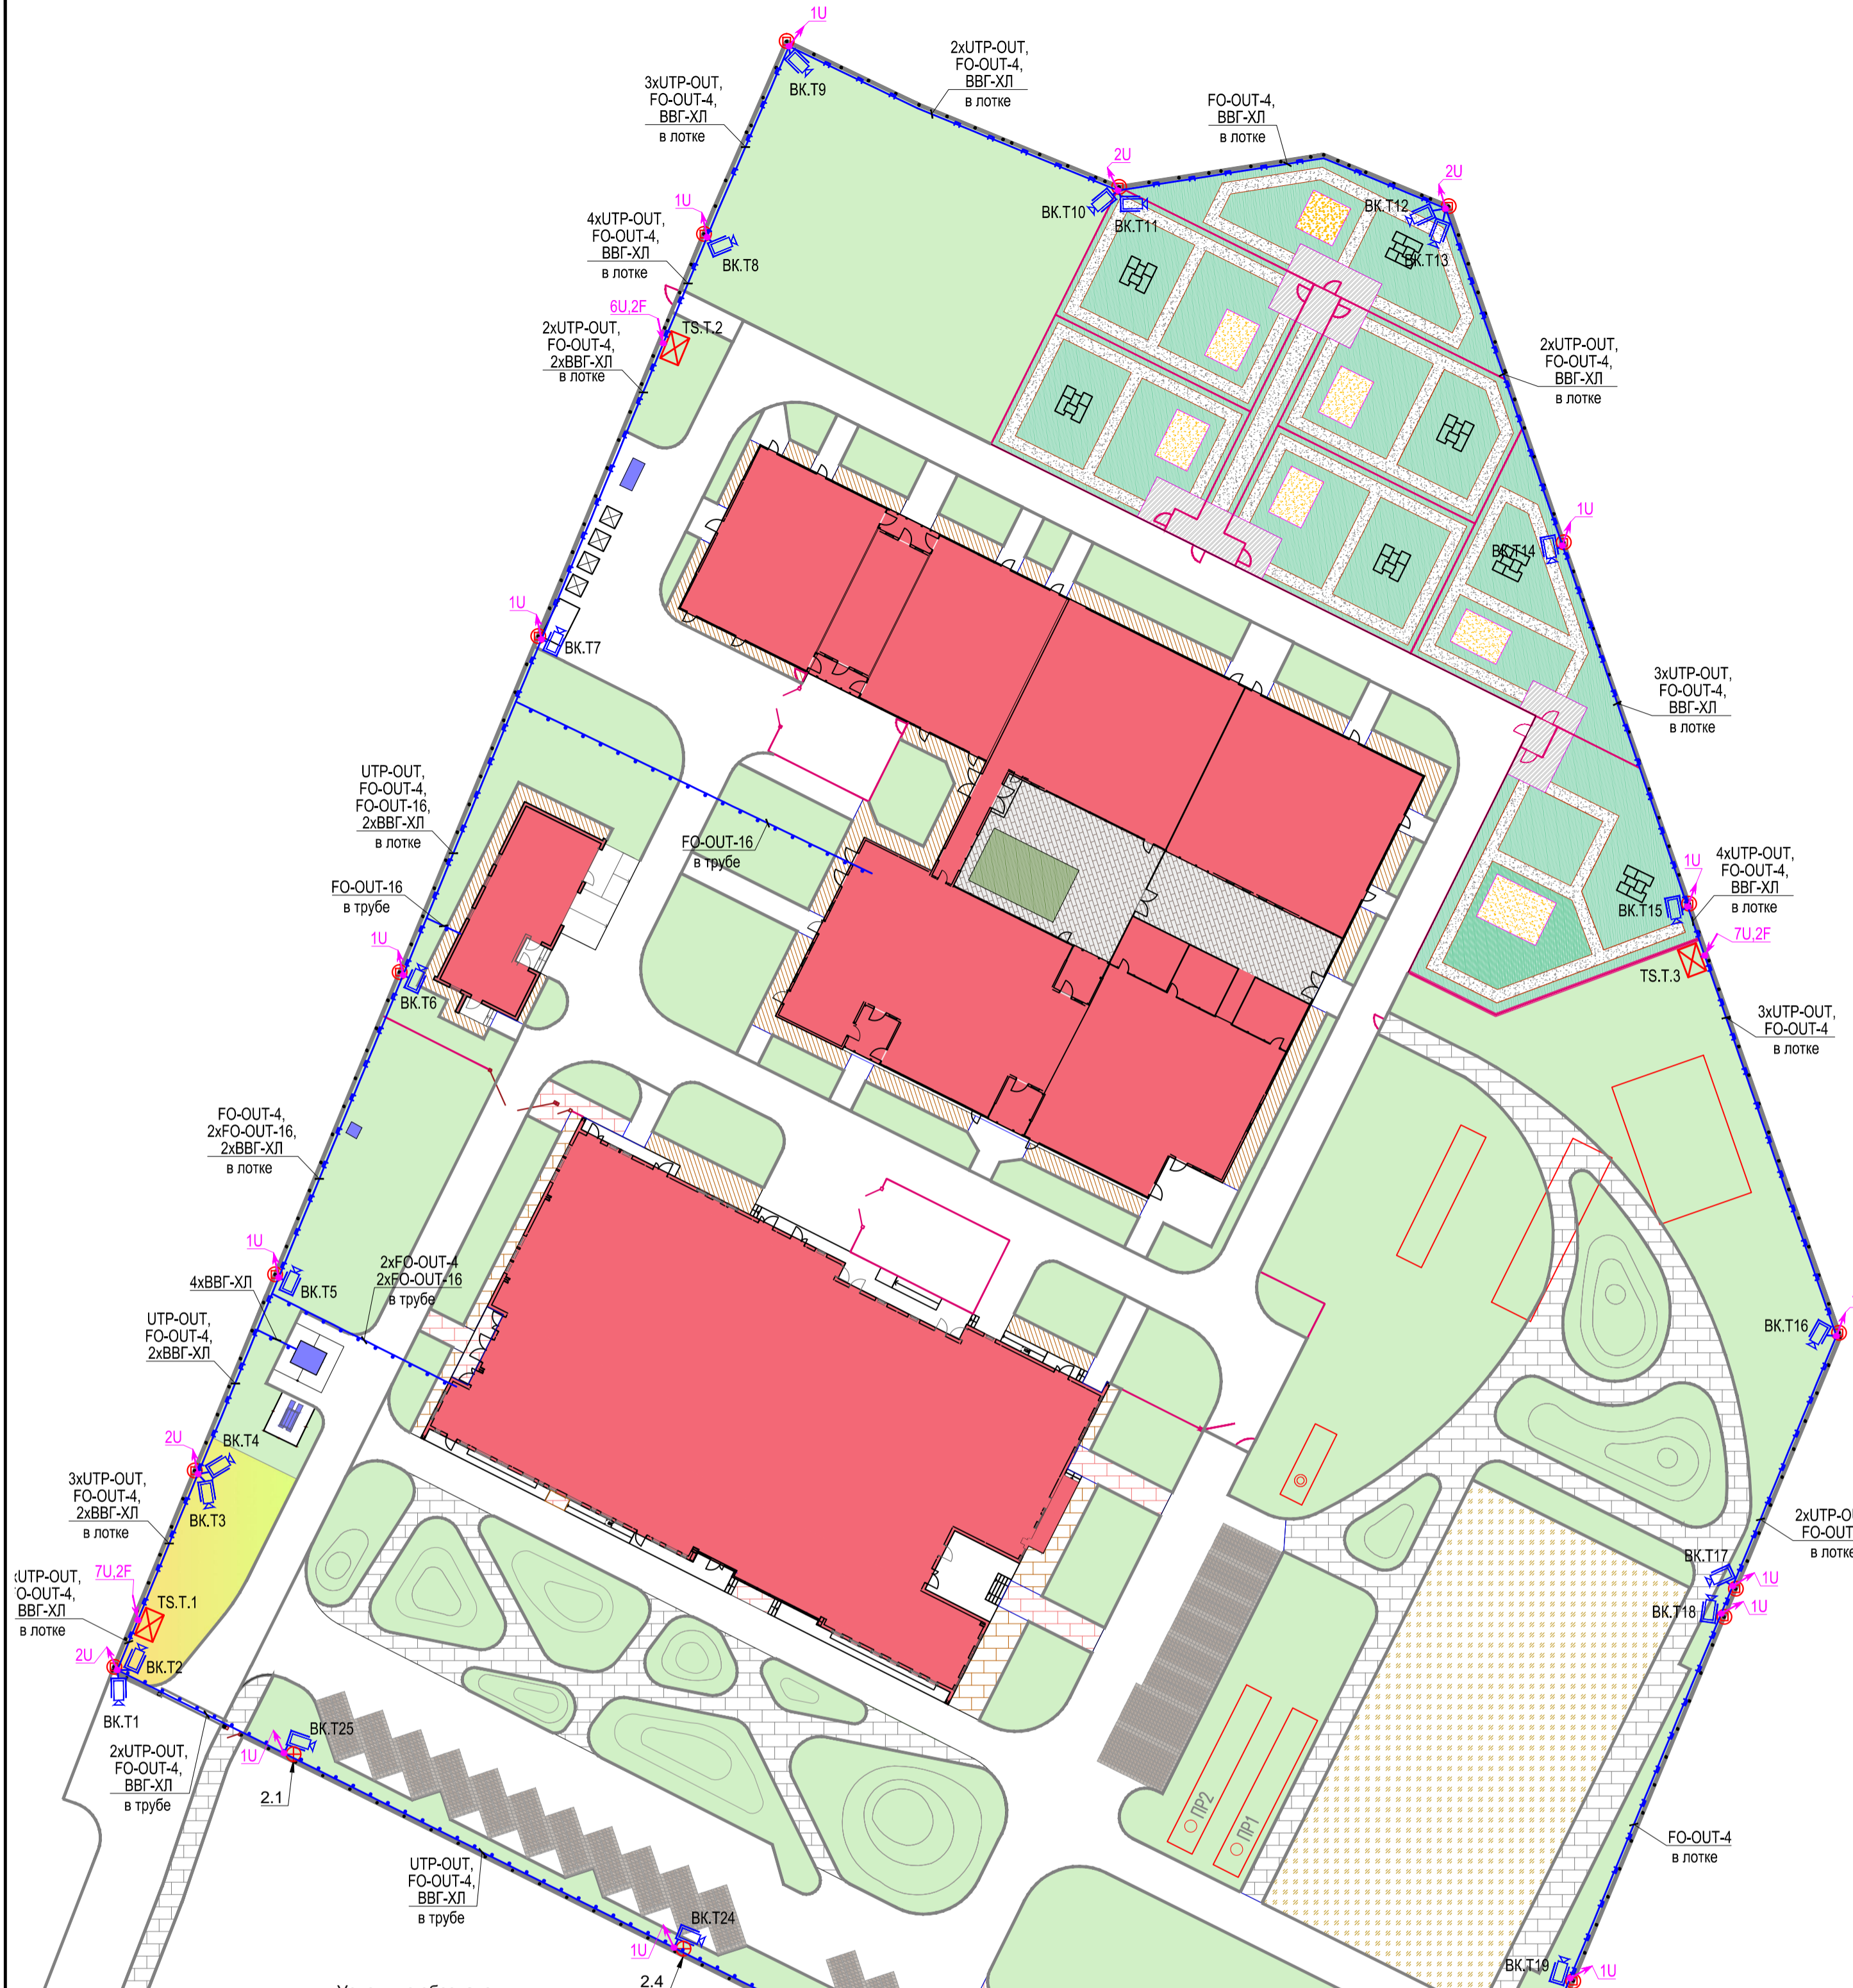 1U
2xUTP-OUT,
FO-OUT-4,
ВВГ-ХЛ
в лотке
3xUTP-OUT,
FO-OUT-4,
ВВГ-ХЛ
в лотке
ВК.Т9
FO-OUT-4,
ВВГ-ХЛ
в лотке
2U
2U
ВК.Т10
ВК.Т11
ВК.Т12
ВК.Т13
1U
4xUTP-OUT,
FO-OUT-4,
ВВГ-ХЛ
в лотке
ВК.Т8
6U,2F
TS.T.2
2xUTP-OUT,
FO-OUT-4,
2xВВГ-ХЛ
в лотке
2xUTP-OUT,
FO-OUT-4,
ВВГ-ХЛ
в лотке
1U
ВК.Т14
1U
ВК.Т7
3xUTP-OUT,
FO-OUT-4,
ВВГ-ХЛ
в лотке
UTP-OUT,
FO-OUT-4,
FO-OUT-16,
2xВВГ-ХЛ
в лотке
FO-OUT-16
в трубе
FO-OUT-16
в трубе
4xUTP-OUT,
FO-OUT-4,
ВВГ-ХЛ
в лотке
1U
ВК.Т15
7U,2F
TS.T.3
1U
ВК.Т6
3xUTP-OUT,
FO-OUT-4
в лотке
FO-OUT-4,
2xFO-OUT-16,
2xВВГ-ХЛ
в лотке
1U
ВК.Т5
2xFO-OUT-4
2xFO-OUT-16
в трубе
4xВВГ-ХЛ
UTP-OUT,
FO-OUT-4,
2xВВГ-ХЛ
ВК.Т16
2U
ВК.Т4
3xUTP-OUT,
FO-OUT-4,
2xВВГ-ХЛ
в лотке
ВК.Т3
FO-OUT
в лотке
ВК.Т17
1U
ВК.Т18
1U
UTP-OUT,
O-OUT-4,
ВВГ-ХЛ
в лотке
7U,2F
TS.T.1
2U
ВК.Т2
ВК.Т1
2xUTP-OUT,
FO-OUT-4,
ВВГ-ХЛ
в трубе
ВК.Т25
1U
2.1
ПР2
ПР1
FO-OUT-4
в лотке
UTP-OUT,
FO-OUT-4,
ВВГ-ХЛ
в трубе
ВК.Т24
1U
2.4
ВК.Т19
1U